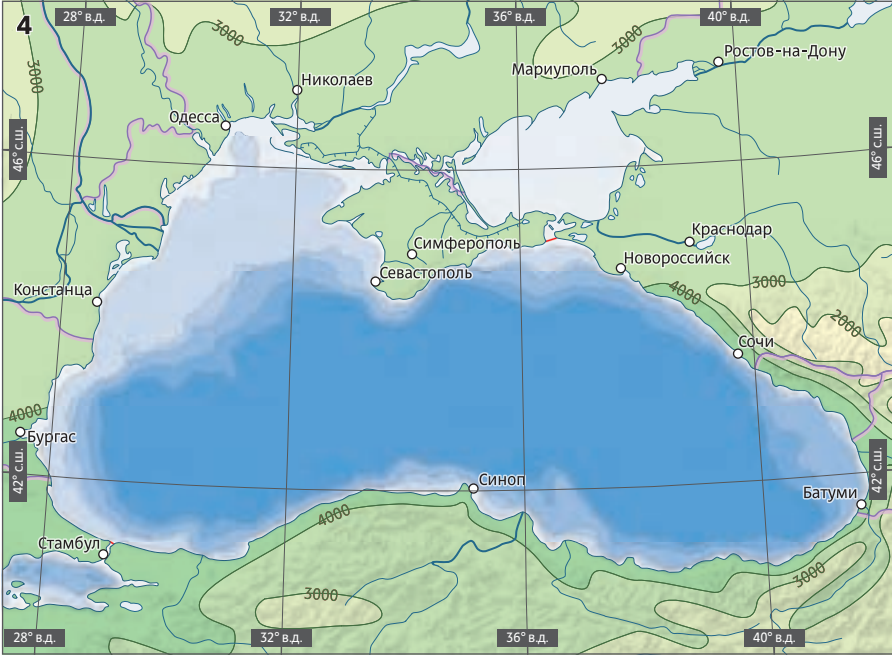 4
28° в.д.
32° в.д.
36° в.д.
40° в.д.
3000
3000
3000
Ростов-на-Дону
Мариуполь
Николаев
Одесса
46° с.ш.
46° с.ш.
Краснодар
Симферополь
Новороссийск
Севастополь
Констанца
4000
3000
2000
Сочи
4000
Бургас
42° с.ш.
42° с.ш.
Синоп
Батуми
4000
Стамбул
3000
3000
28° в.д.
32° в.д.
36° в.д.
40° в.д.